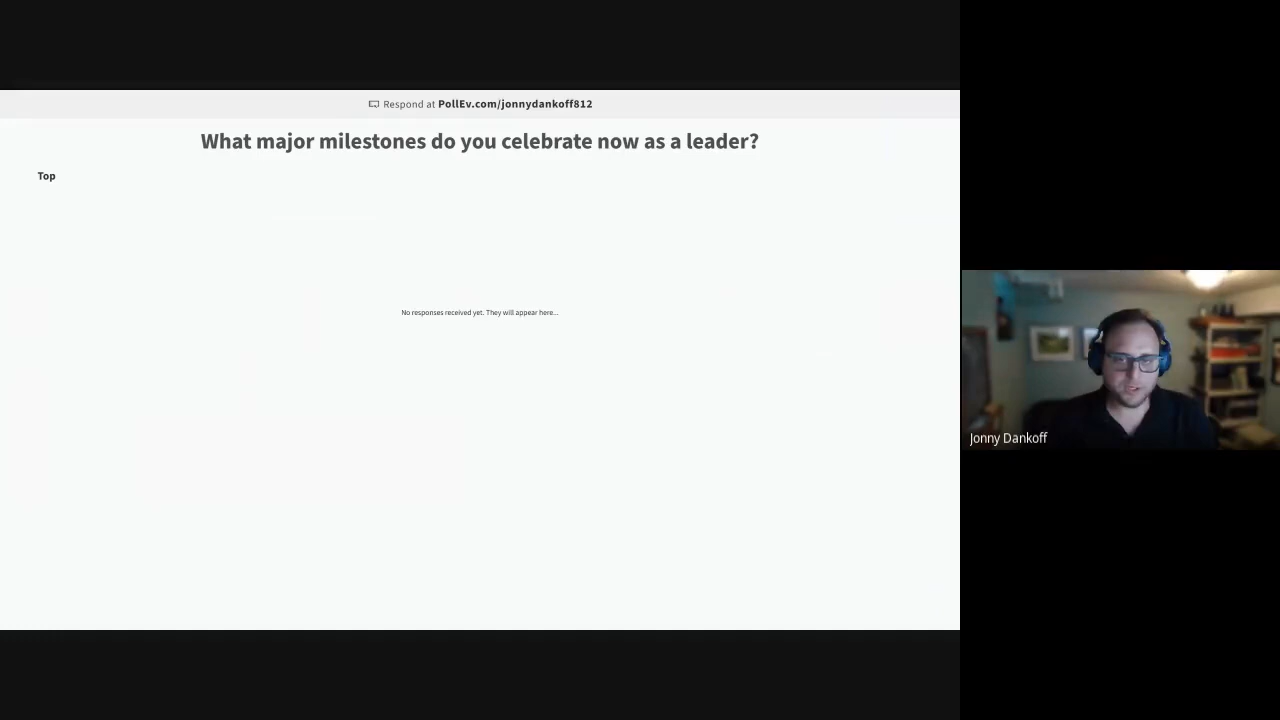 Respond at PollEv.com/jonnydankoff812
What major milestones do you celebrate now as a leader?
Top
No responses received yet. They will appear here...
Jonny Dankoff